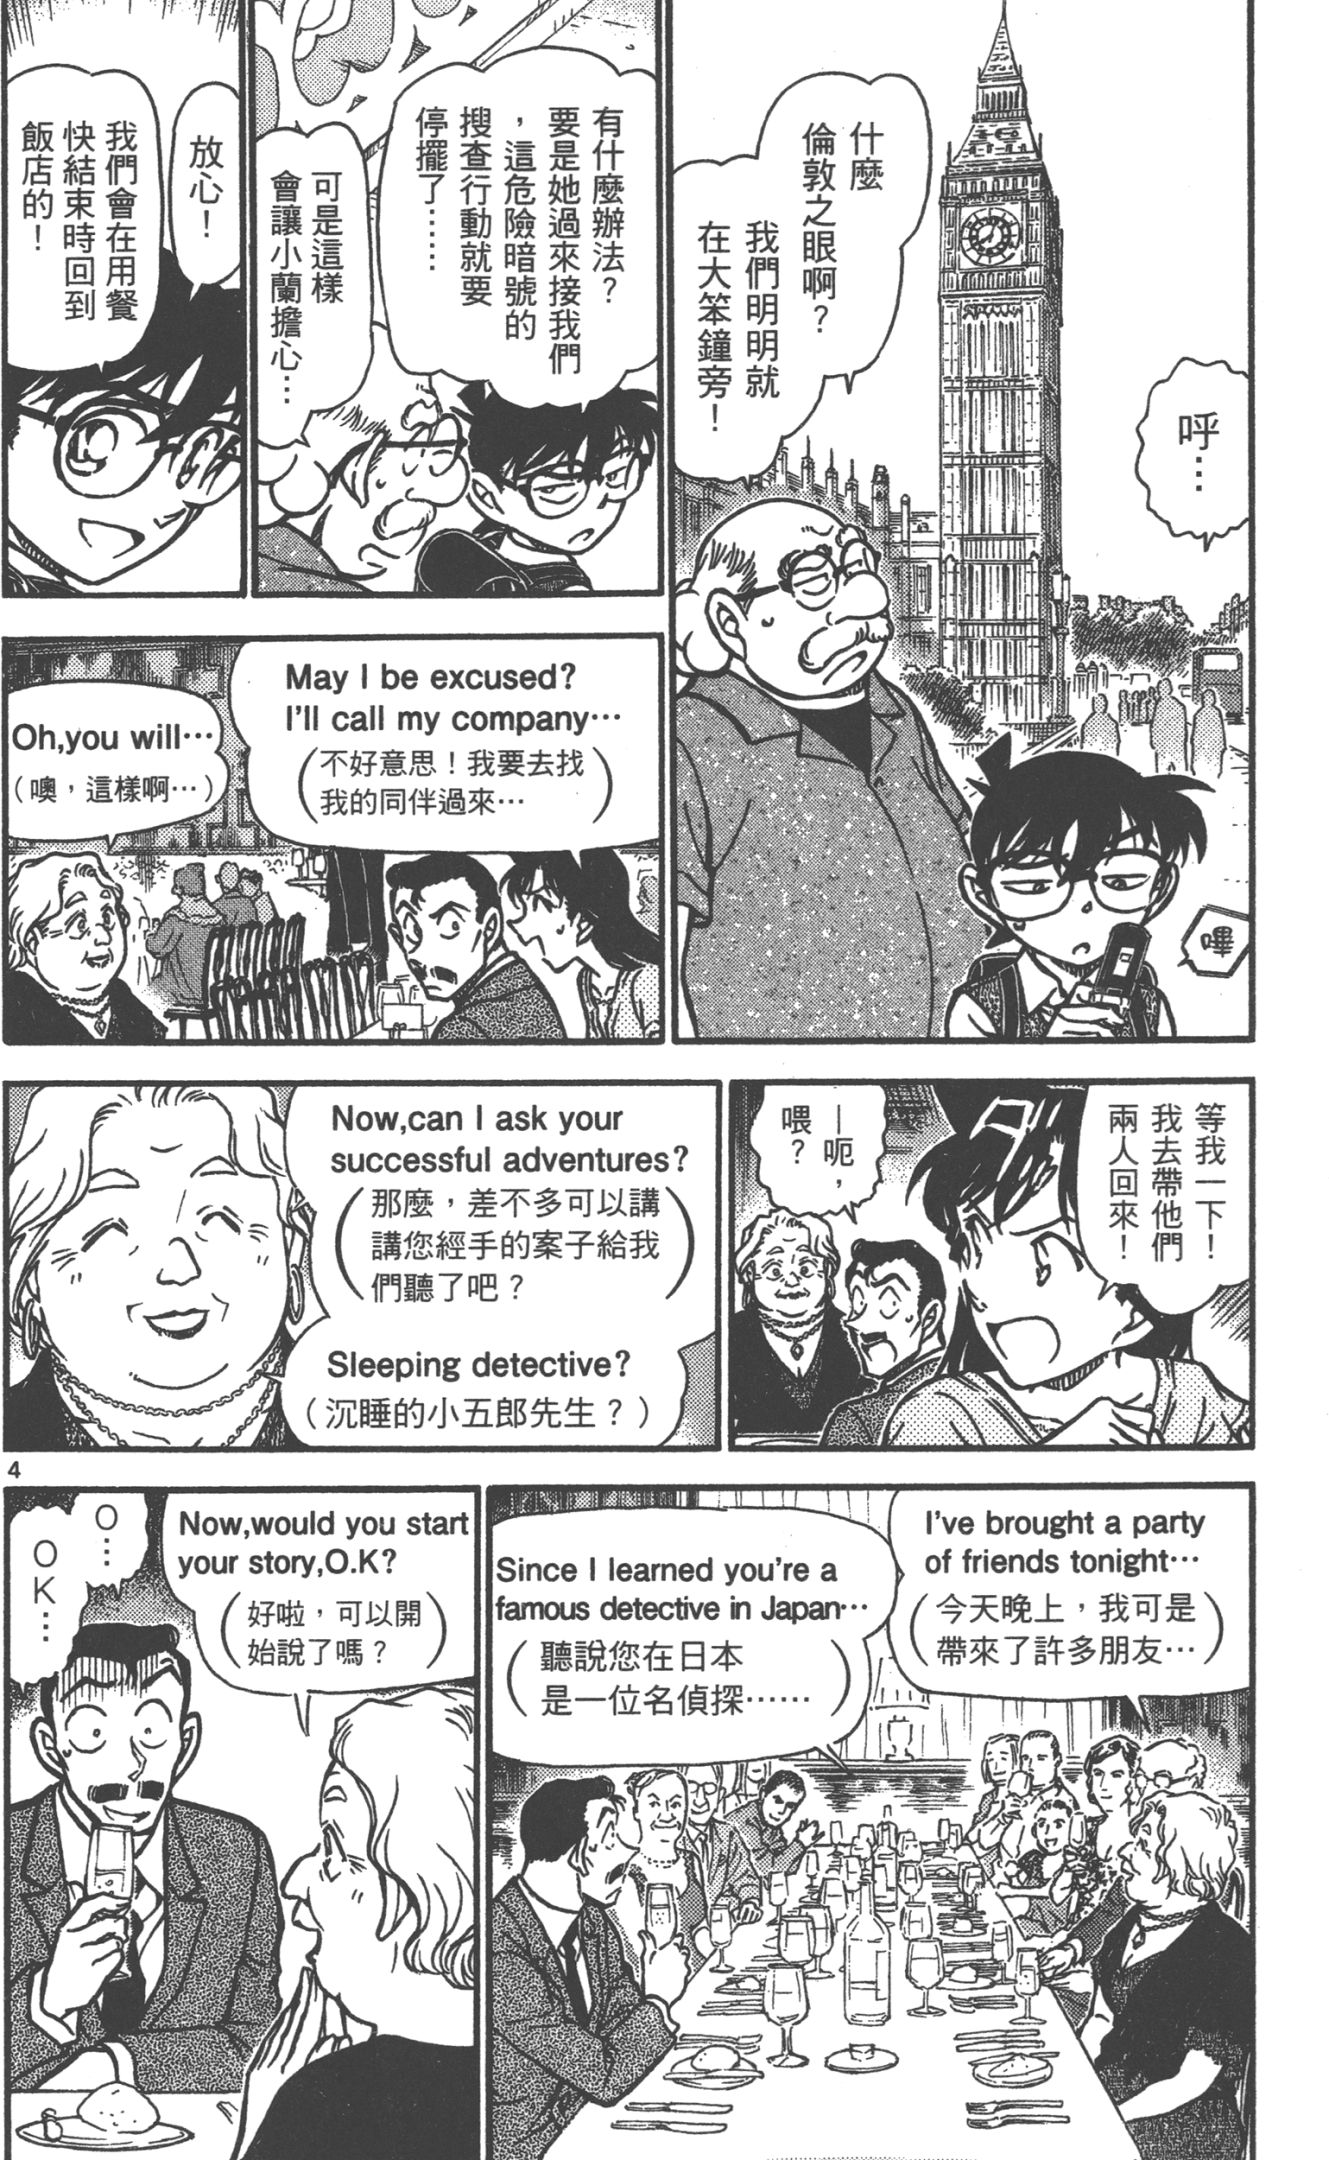 呼…
什麼
倫敦之眼啊?
我們明明就
在大笨鐘旁!
嗶
有什麼辦法?
要是她過來接我們
，這危險暗號的
搜查行動就要
停擺了……
可是這樣
會讓小蘭擔心…
放心!
我們會在用餐
快結束時回到
飯店的!
May I be excused?
I'll call my company…
(不好意思!我要去找
我的同伴過來…)
Oh,you will…
(噢，這樣啊…)
等我一下!
我去帶他們
兩人回來!
—呃，
喂?
Now,can I ask your
successful adventures?
(那麼，差不多可以講
講您經手的案子給我
們聽了吧?)
Sleeping detective?
(沉睡的小五郎先生?)
4
I've brought a party
of friends tonight…
(今天晚上，我可是
帶來了許多朋友…)
Since I learned you're a
famous detective in Japan…
(聽說您在日本
是一位名偵探……)
Now,would you start
your story,O.K?
(好啦，可以開
始說了嗎?)
O…
OK…